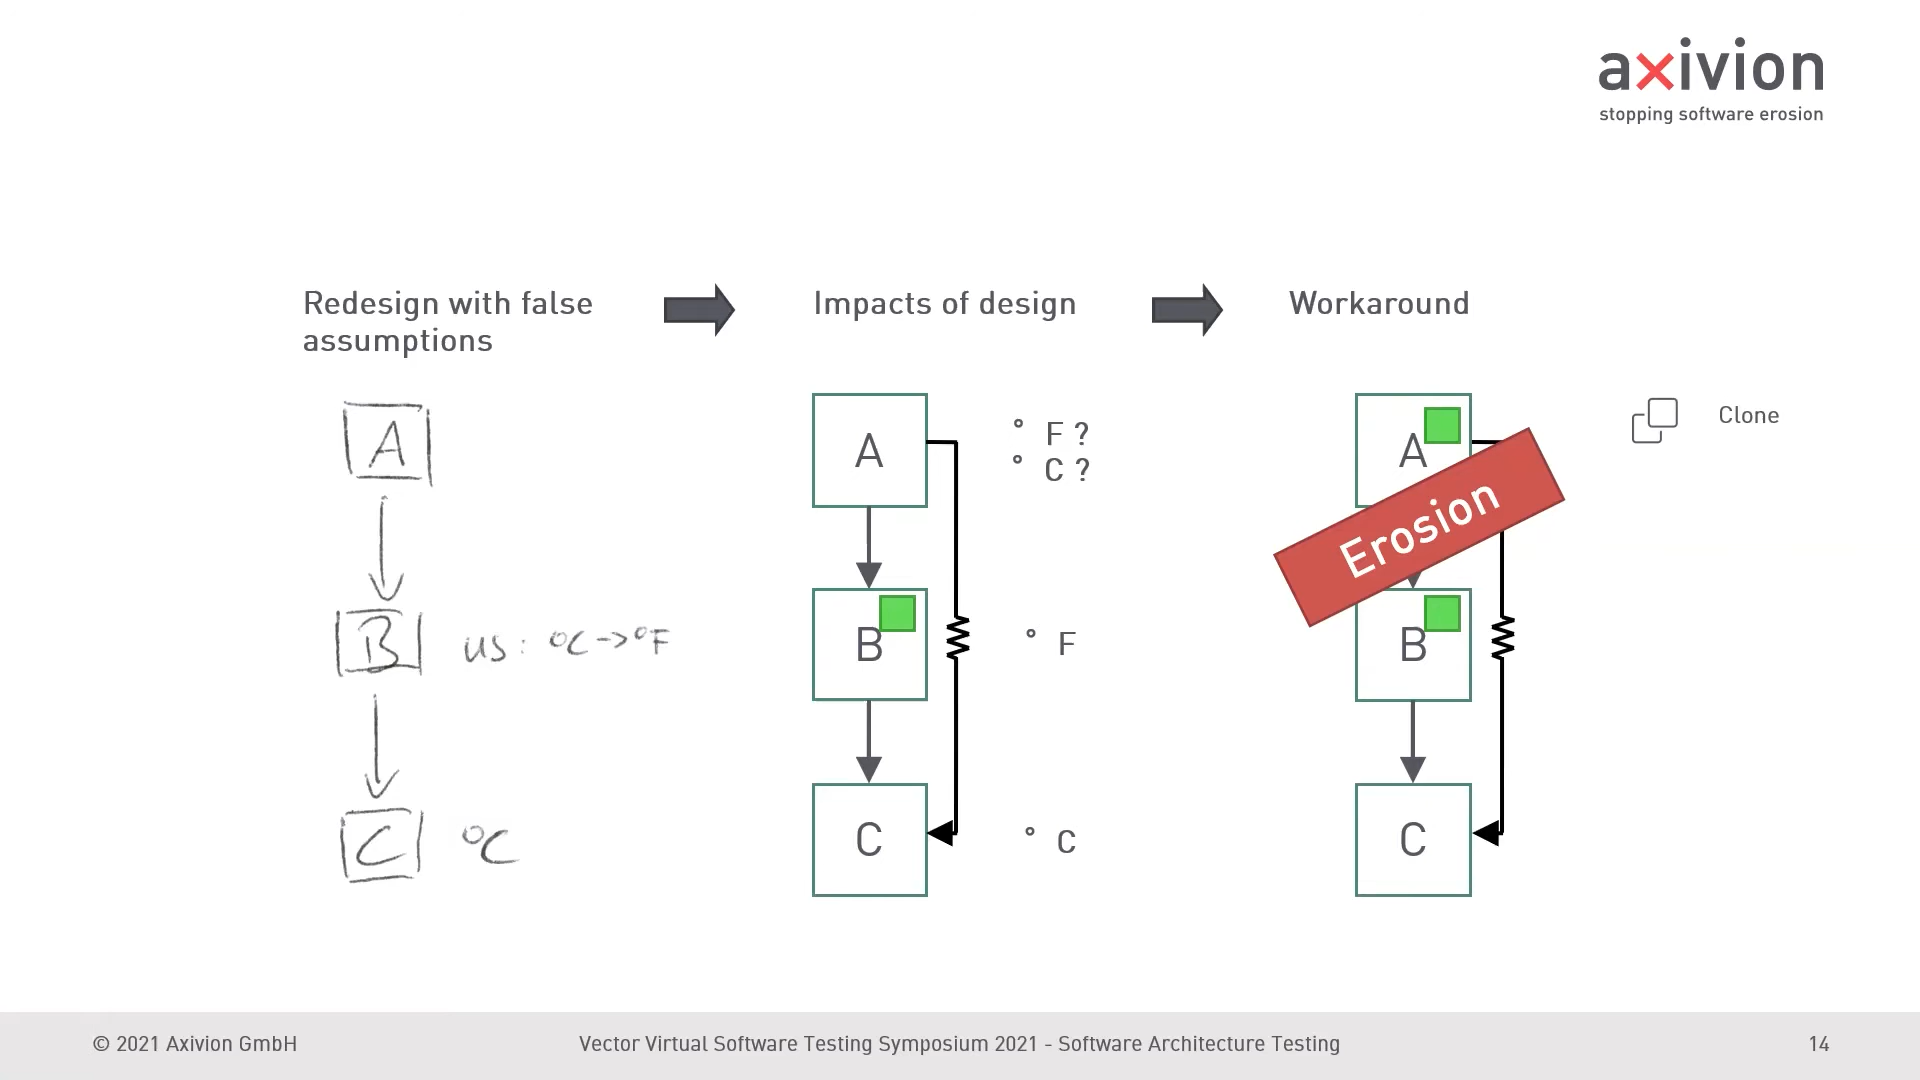 axivion
stopping software erosion
Redesign with false
assumptions
Impacts of design
Workaround
A
B
us: °C->°F
C
°C
A
° F ?
° C ?
B
° F
C
° C
A
Erosion
B
C
Clone
© 2021 Axivion GmbH
Vector Virtual Software Testing Symposium 2021 - Software Architecture Testing
14